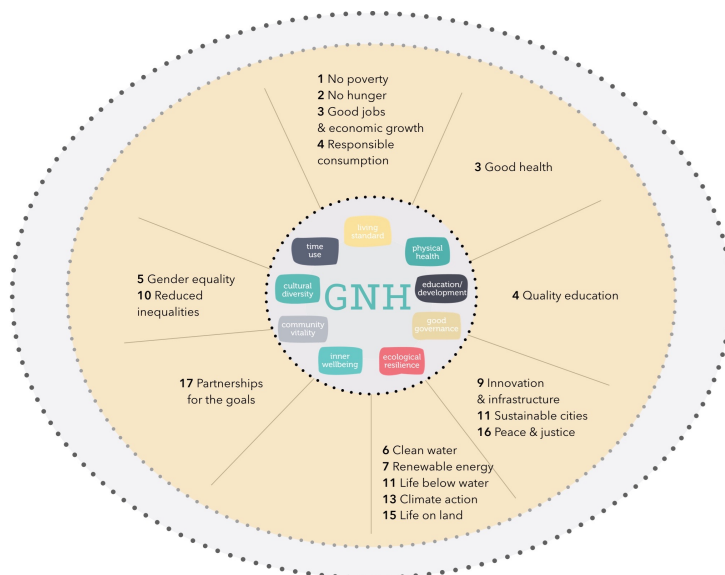 1 No poverty
2 No hunger
3 Good jobs
& economic growth
4 Responsible
consumption
3 Good health
living
standard
time
use
physical
health
5 Gender equality
10 Reduced
inequalities
cultural
diversity
GNH
education/
development
4 Quality education
community
vitality
good
governance
inner
wellbeing
ecological
resilience
17 Partnerships
for the goals
9 Innovation
& infrastructure
11 Sustainable cities
16 Peace & justice
6 Clean water
7 Renewable energy
11 Life below water
13 Climate action
15 Life on land